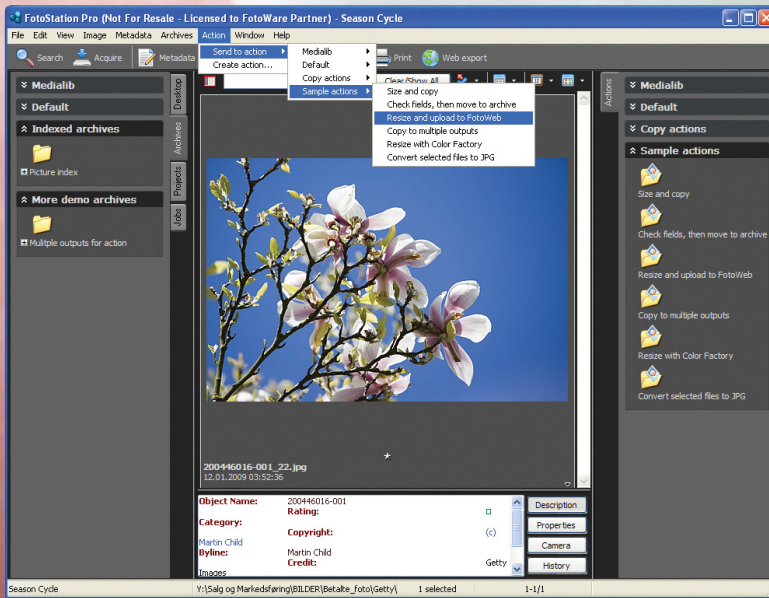 FotoStation Pro (Not For Resale - Licensed to FotoWare Partner) - Season Cycle
File Edit View Image Metadata Archives Action Window Help
Search Acquire Metadata Print Web export
Send to action
Create action...
Medialib
Default
Copy actions
Sample actions
Clear/Show All
Size and copy
Check fields, then move to archive
Resize and upload to FotoWeb
Copy to multiple outputs
Resize with Color Factory
Convert selected files to JPG
Medialib
Default
Indexed archives
Picture index
More demo archives
Mulitple outputs for action
Desktop
Archives
Projects
Jobs
200446016-001_22.jpg
12.01.2009 03:52:36
Object Name: 200446016-001
Rating:
Category:
Copyright: (c)
Martin Child
Byline: Martin Child
Credit: Getty
Images
Description
Properties
Camera
History
Actions
Medialib
Default
Copy actions
Sample actions
Size and copy
Check fields, then move to archive
Resize and upload to FotoWeb
Copy to multiple outputs
Resize with Color Factory
Convert selected files to JPG
Season Cycle Y:\Salg og Markedsføring\BILDER\Betalte_foto\Getty\ 1 selected 1-1/1